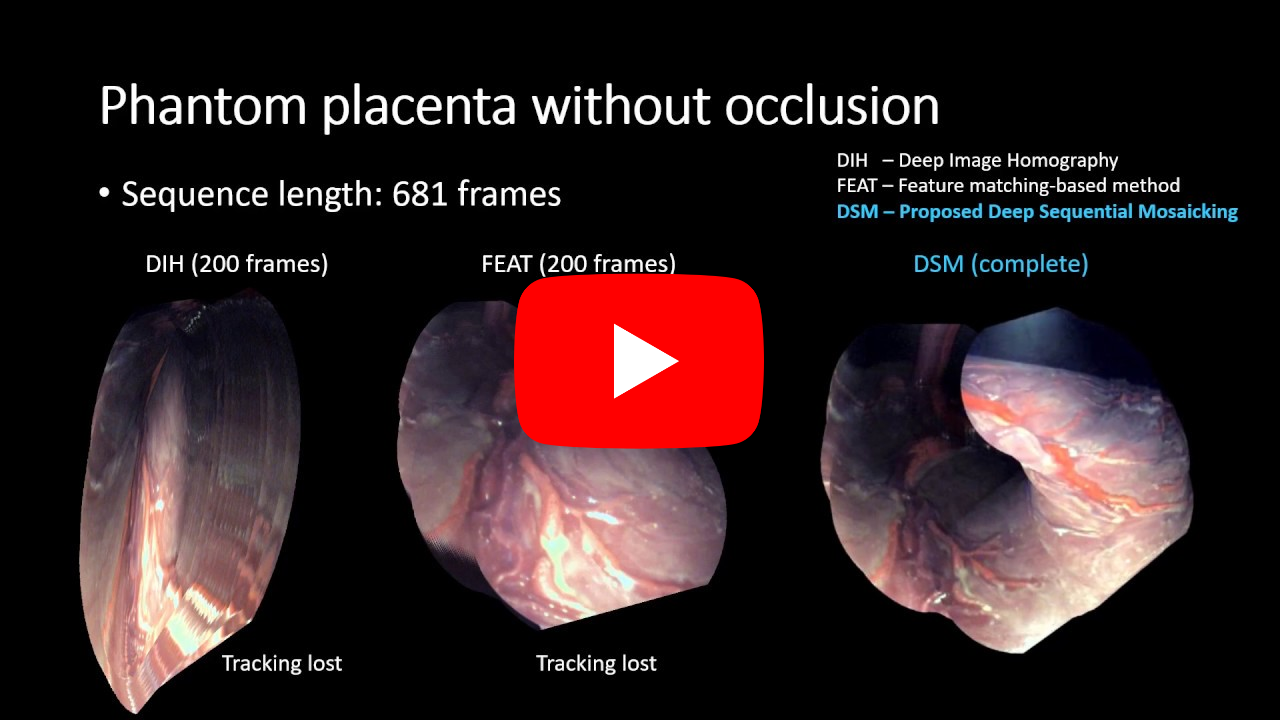 Phantom placenta without occlusion
• Sequence length: 681 frames
DIH – Deep Image Homography
FEAT – Feature matching-based method
DSM – Proposed Deep Sequential Mosaicking
DIH (200 frames)
FEAT (200 frames)
DSM (complete)
Tracking lost
Tracking lost